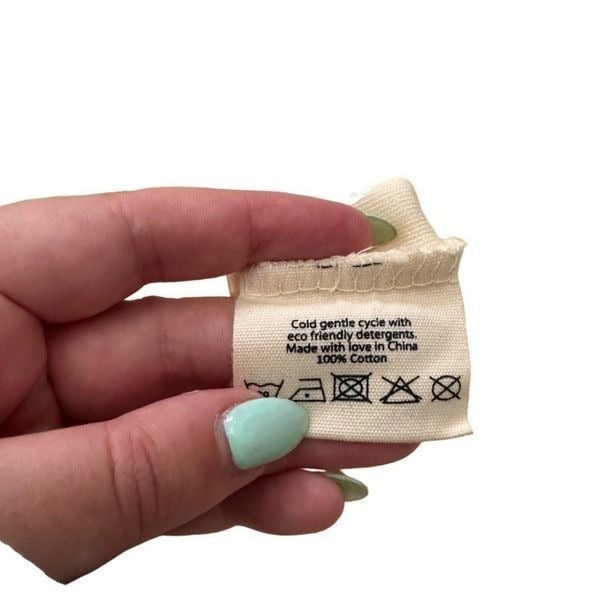 Cold gentle cycle with
eco friendly detergents.
Made with love in China
100% Cotton